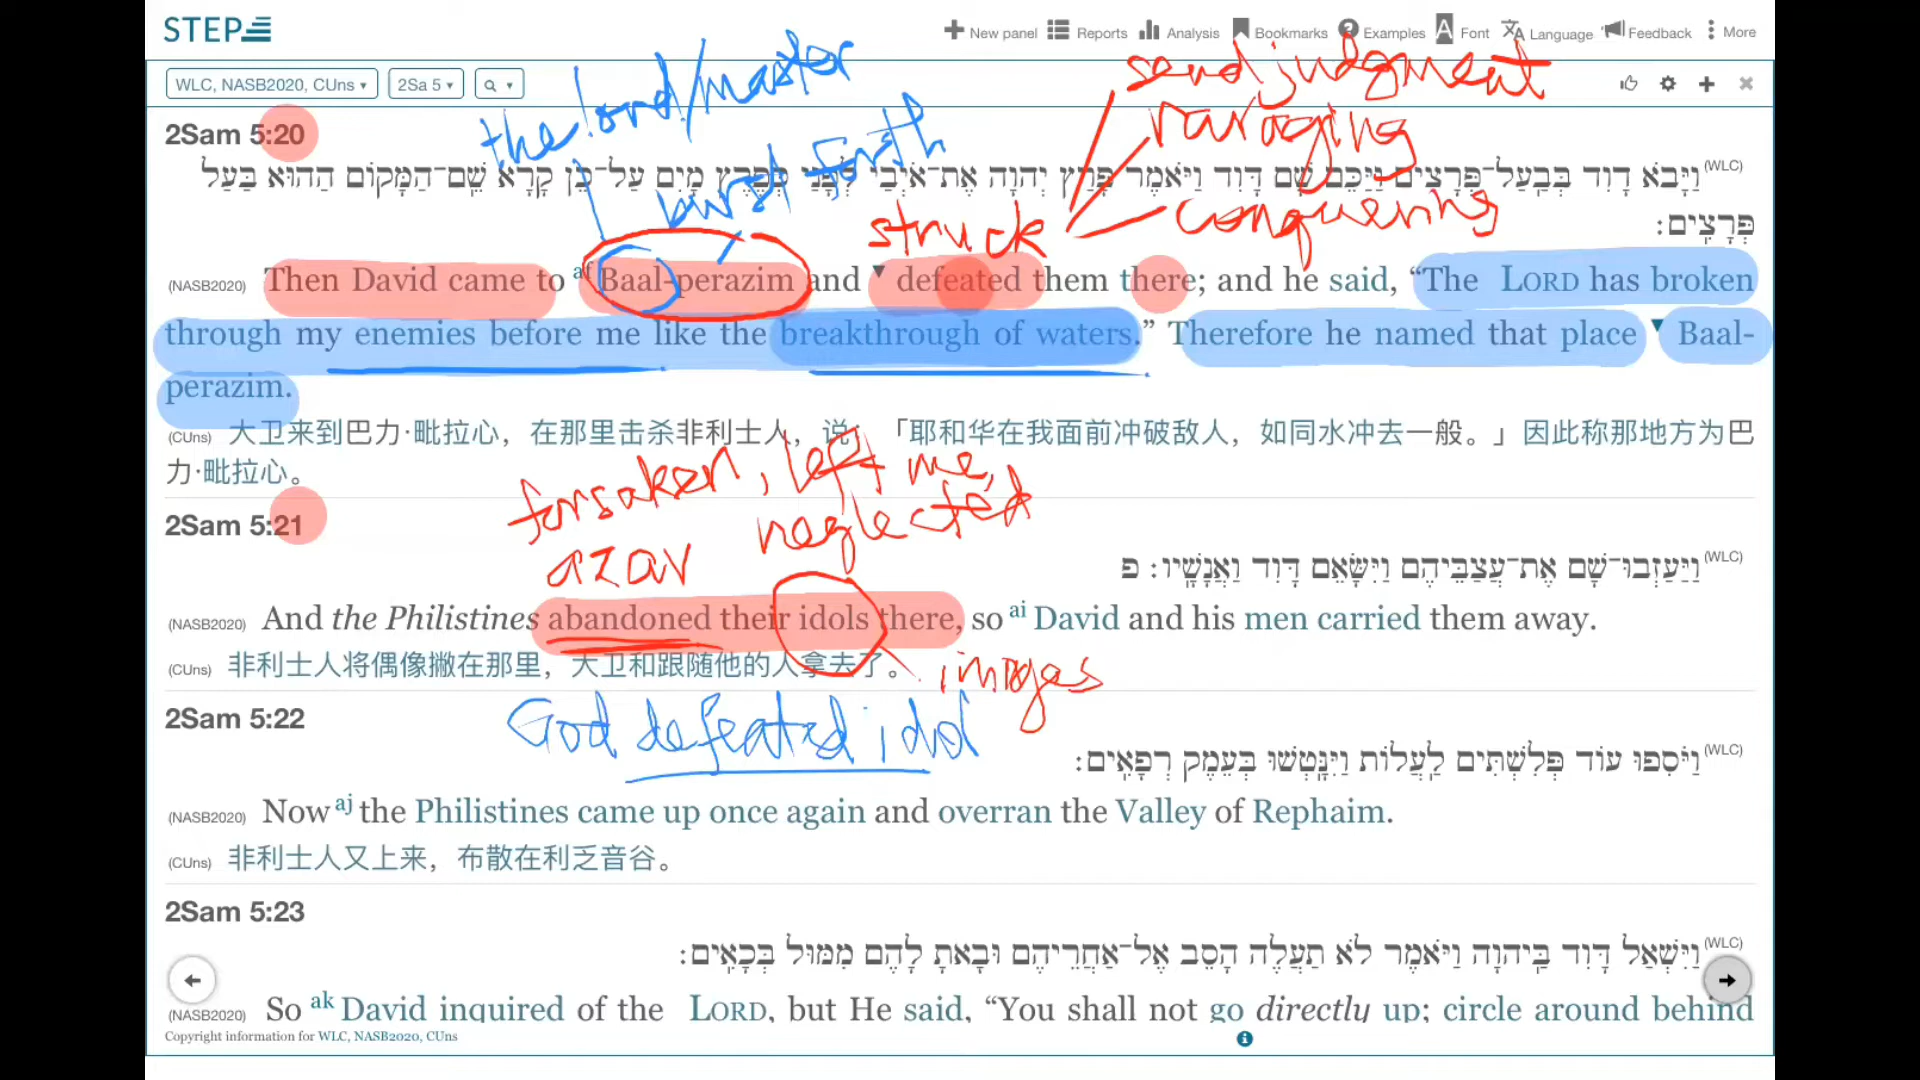 STEP
New panel Reports Analysis Bookmarks Examples Font Language Feedback More
WLC, NASB2020, CUns 2Sa 5
the lord/master
burst forth
send judgment
ravaging
conquering
struck
2Sam 5:20
(WLC) וַיָּבֹא דָוִד בְּבַעַל־פְּרָצִים וַיַּכֵּם שָׁם דָּוִד וַיֹּאמֶר פָּרַץ יְהוָה אֶת־אֹיְבַי לְפָנַי כְּפֶרֶץ מָיִם עַל־כֵּן קָרָא שֵׁם־הַמָּקוֹם הַהוּא בַּעַל
פְּרָצִים׃
(NASB2020) Then David came to af Baal-perazim and defeated them there; and he said, “The LORD has broken
through my enemies before me like the breakthrough of waters.” Therefore he named that place Baal-
perazim.
(CUns) 大卫来到巴力·毗拉心，在那里击杀非利士人，说：「耶和华在我面前冲破敌人，如同水冲去一般。」因此称那地方为巴
力·毗拉心。
forsaken, left me,
neglected
azav
2Sam 5:21
(WLC) וַיַּעַזְבוּ־שָׁם אֶת־עֲצַבֵּיהֶם וַיִּשָּׂאֵם דָּוִד וַאֲנָשָׁיו׃ פ
(NASB2020) And the Philistines abandoned their idols there, so ai David and his men carried them away.
(CUns) 非利士人将偶像撇在那里，大卫和跟随他的人拿去了。
images
God defeated idol
2Sam 5:22
(WLC) וַיֹּסִפוּ עוֹד פְּלִשְׁתִּים לַעֲלוֹת וַיִּנָּטְשׁוּ בְּעֵמֶק רְפָאִים׃
(NASB2020) Now aj the Philistines came up once again and overran the Valley of Rephaim.
(CUns) 非利士人又上来，布散在利乏音谷。
2Sam 5:23
(WLC) וַיִּשְׁאַל דָּוִד בַּיהוָה וַיֹּאמֶר לֹא תַעֲלֶה הָסֵב אֶל־אַחֲרֵיהֶם וּבָאתָ לָהֶם מִמּוּל בְּכָאִים׃
(NASB2020) So ak David inquired of the LORD, but He said, “You shall not go directly up; circle around behind
Copyright information for WLC, NASB2020, CUns